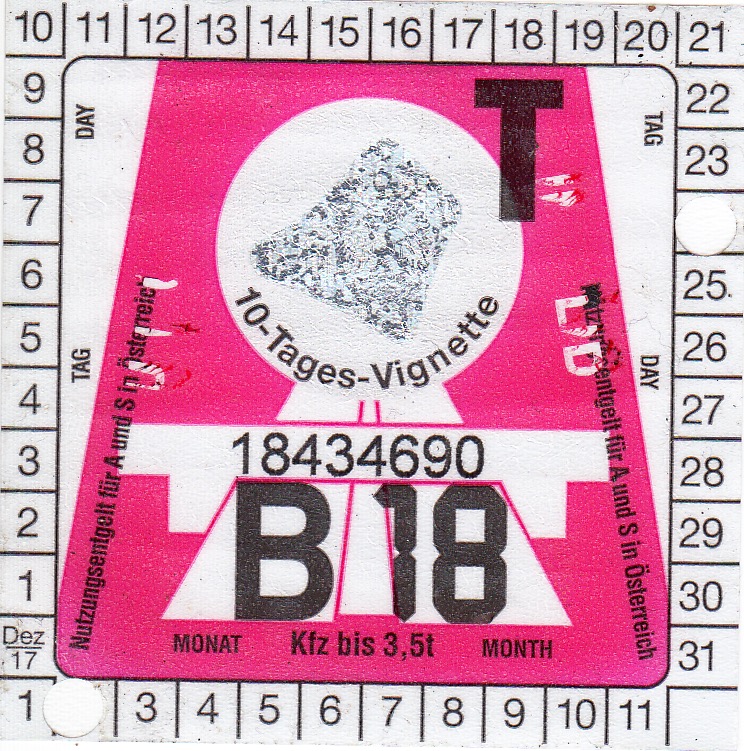 10 11 12 13 14 15 16 17 18 19 20 21
9
8
7
6
5
4
3
2
1
Dez
17
22
23
25
26
27
28
29
30
31
DAY
TAG
TAG
DAY
T
10-Tages-Vignette
Nutzungsentgelt für A und S in Österreich
Nutzungsentgelt für A und S in Österreich
18434690
B 18
MONAT Kfz bis 3,5t MONTH
1 3 4 5 6 7 8 9 10 11